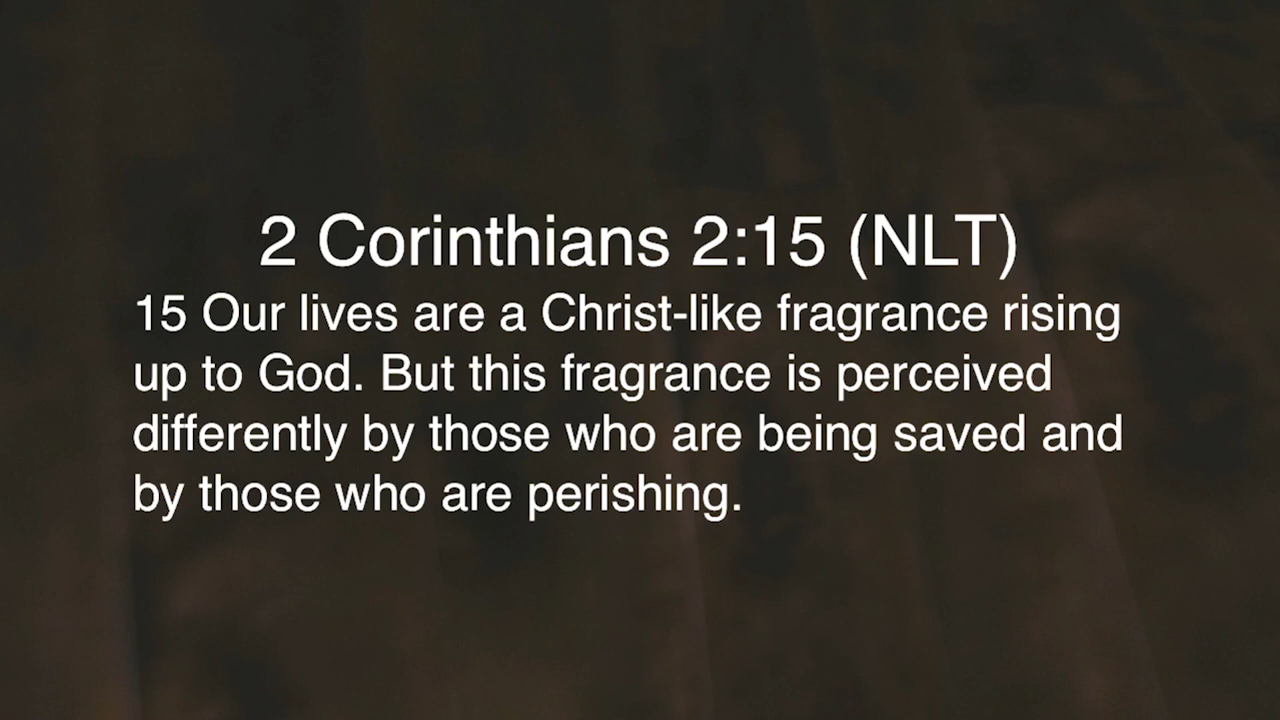 2 Corinthians 2:15 (NLT)
15 Our lives are a Christ-like fragrance rising
up to God. But this fragrance is perceived
differently by those who are being saved and
by those who are perishing.